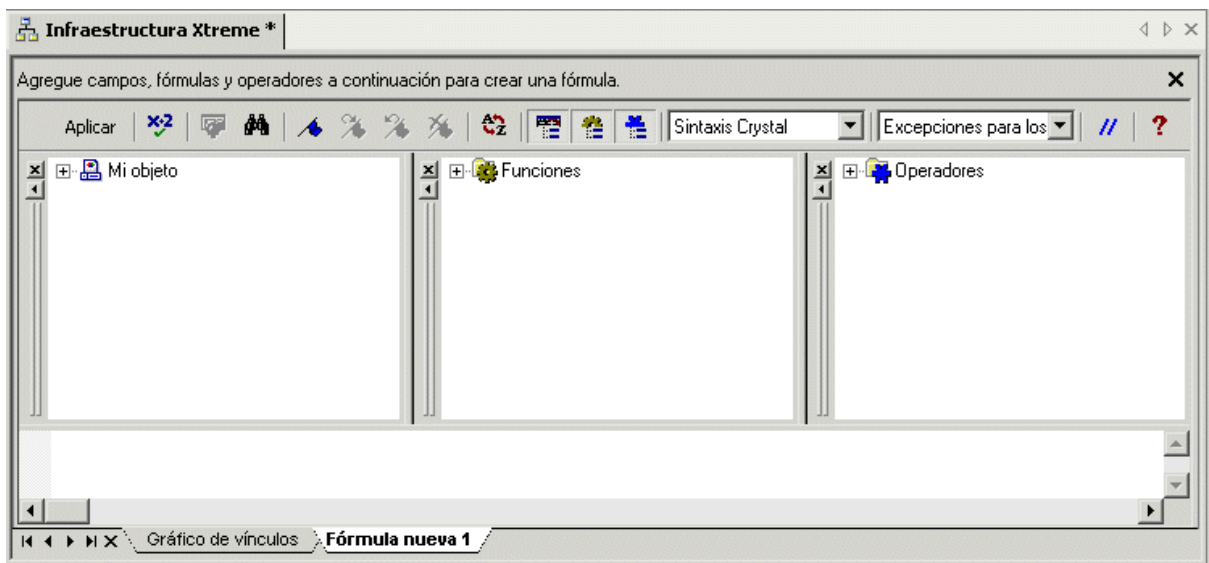 Infraestructura Xtreme *
Agregue campos, fórmulas y operadores a continuación para crear una fórmula.
Aplicar x+2 Sintaxis Crystal Excepciones para los // ?
Mi objeto Funciones Operadores
Gráfico de vínculos Fórmula nueva 1